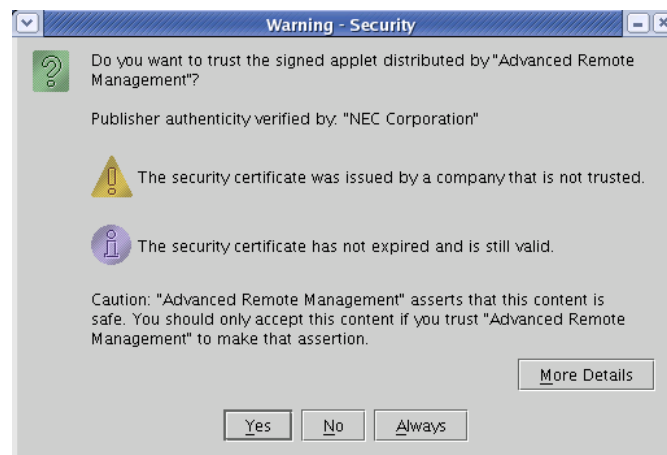 Warning - Security
Do you want to trust the signed applet distributed by "Advanced Remote
Management"?
Publisher authenticity verified by: "NEC Corporation"
The security certificate was issued by a company that is not trusted.
The security certificate has not expired and is still valid.
Caution: "Advanced Remote Management" asserts that this content is
safe. You should only accept this content if you trust "Advanced Remote
Management" to make that assertion.
More Details
Yes No Always